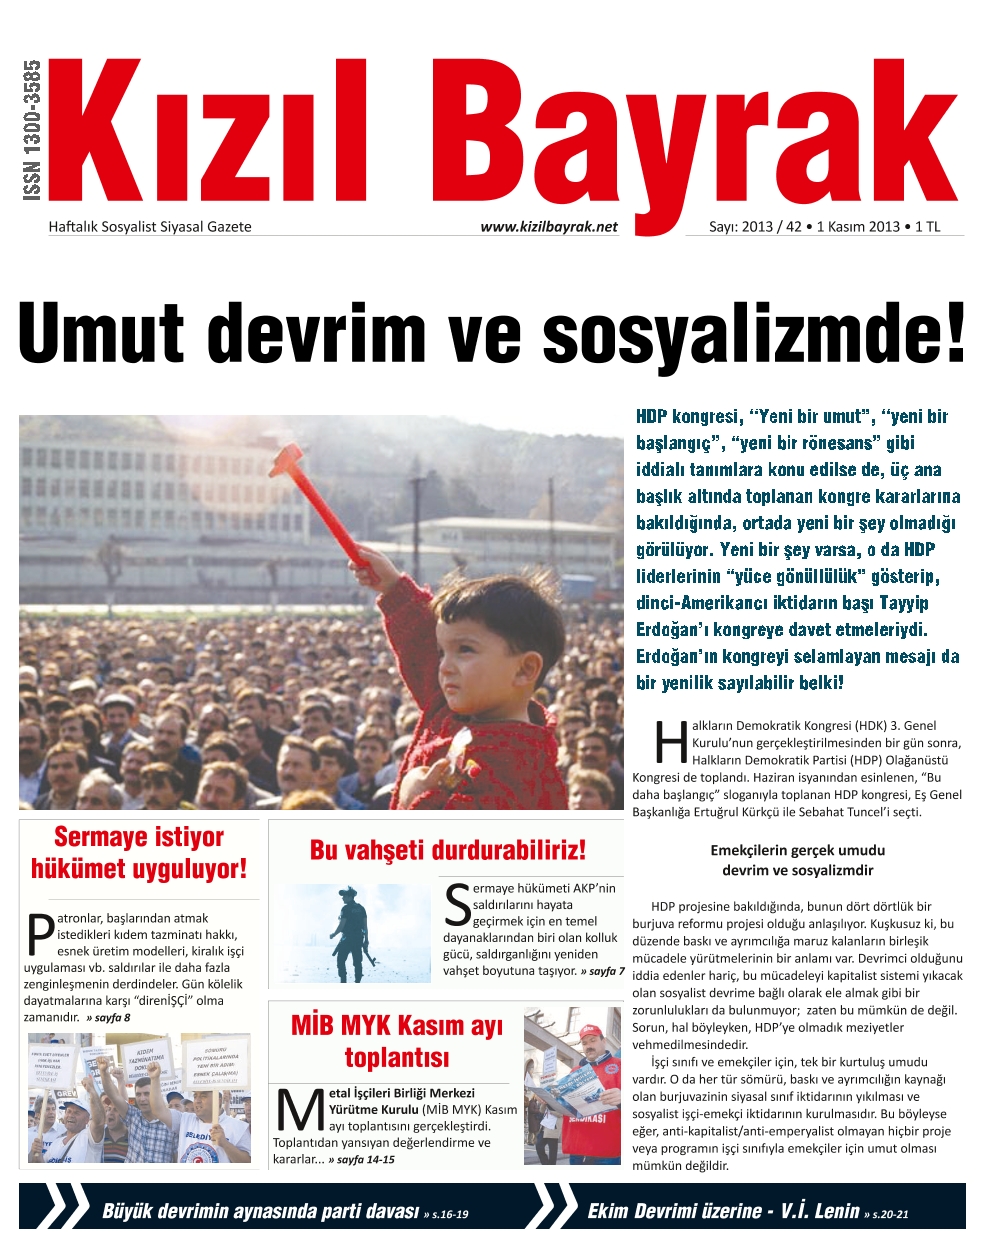 ISSN 1300-3585
Kızıl Bayrak
Haftalık Sosyalist Siyasal Gazete
www.kizilbayrak.net
Sayı: 2013 / 42 • 1 Kasım 2013 • 1 TL
Umut devrim ve sosyalizmde!
HDP kongresi, “Yeni bir umut”, “yeni bir
başlangıç”, “yeni bir rönesans” gibi
iddialı tanımlara konu edilse de, üç ana
başlık altında toplanan kongre kararlarına
bakıldığında, ortada yeni bir şey olmadığı
görülüyor. Yeni bir şey varsa, o da HDP
liderlerinin “yüce gönüllülük” gösterip,
dinci-Amerikancı iktidarın başı Tayyip
Erdoğan’ı kongreye davet etmeleriydi.
Erdoğan’ın kongreyi selamlayan mesajı da
bir yenilik sayılabilir belki!
Halkların Demokratik Kongresi (HDK) 3. Genel
Kurulu’nun gerçekleştirilmesinden bir gün sonra,
Halkların Demokratik Partisi (HDP) Olağanüstü
Kongresi de toplandı. Haziran isyanından esinlenen, “Bu
daha başlangıç” sloganıyla toplanan HDP kongresi, Eş Genel
Başkanlığa Ertuğrul Kürkçü ile Sebahat Tuncel’i seçti.
Emekçilerin gerçek umudu
devrim ve sosyalizmdir
HDP projesine bakıldığında, bunun dört dörtlük bir
burjuva reformu projesi olduğu anlaşılıyor. Kuşkusuz ki, bu
düzende baskı ve ayrımcılığa maruz kalanların birleşik
mücadele yürütmelerinin bir anlamı var. Devrimci olduğunu
iddia edenler hariç, bu mücadeleyi kapitalist sistemi yıkacak
olan sosyalist devrime bağlı olarak ele almak gibi bir
zorunlulukları da bulunmuyor; zaten bu mümkün de değil.
Sorun, hal böyleyken, HDP’ye olmadık meziyetler
vehmedilmesindedir.
İşçi sınıfı ve emekçiler için, tek bir kurtuluş umudu
vardır. O da her tür sömürü, baskı ve ayrımcılığın kaynağı
olan burjuvazinin siyasal sınıf iktidarının yıkılması ve
sosyalist işçi-emekçi iktidarının kurulmasıdır. Bu böyleyse
eğer, anti-kapitalist/anti-emperyalist olmayan hiçbir proje
veya programın işçi sınıfıyla emekçiler için umut olması
mümkün değildir.
Sermaye istiyor
hükümet uyguluyor!
Patronlar, başlarından atmak
istedikleri kıdem tazminatı hakkı,
esnek üretim modelleri, kiralık işçi
uygulaması vb. saldırılar ile daha fazla
zenginleşmenin derdindeler. Gün kölelik
dayatmalarına karşı “direnİŞÇİ” olma
zamanıdır. » sayfa 8
Bu vahşeti durdurabiliriz!
Sermaye hükümeti AKP’nin
saldırılarını hayata
geçirmek için en temel
dayanaklarından biri olan kolluk
gücü, saldırganlığını yeniden
vahşet boyutuna taşıyor. » sayfa 7
MİB MYK Kasım ayı
toplantısı
Metal İşçileri Birliği Merkezi
Yürütme Kurulu (MİB MYK) Kasım
ayı toplantısını gerçekleştirdi.
Toplantıdan yansıyan değerlendirme ve
kararlar... » sayfa 14-15
Büyük devrimin aynasında parti davası » s.16-19
Ekim Devrimi üzerine - V.İ. Lenin » s.20-21